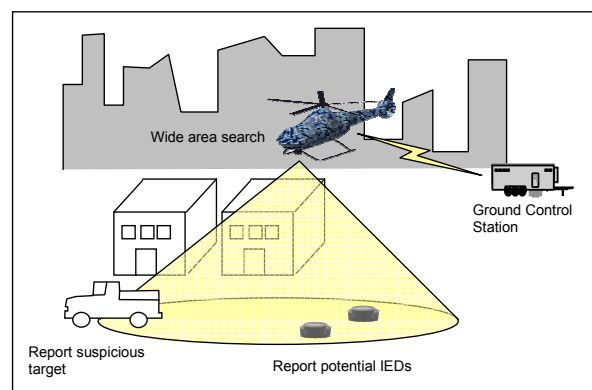 Wide area search
Ground Control
Station
Report suspicious
target
Report potential IEDs